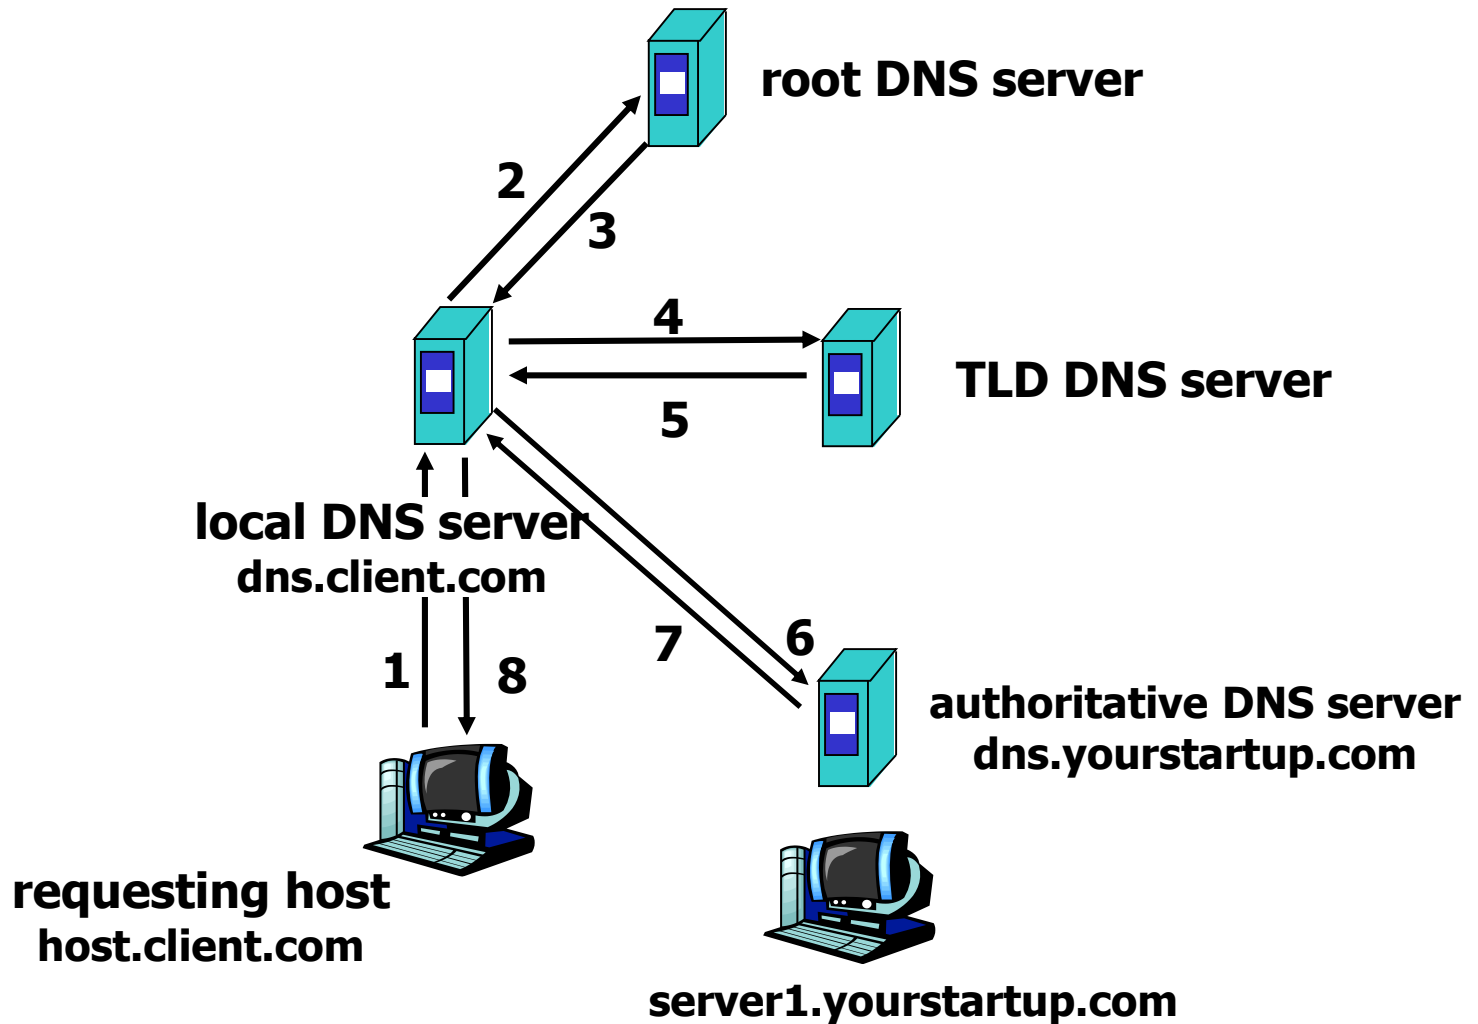 root DNS server
2
3
4
TLD DNS server
5
local DNS server
dns.client.com
1
8
7
6
authoritative DNS server
dns.yourstartup.com
requesting host
host.client.com
server1.yourstartup.com